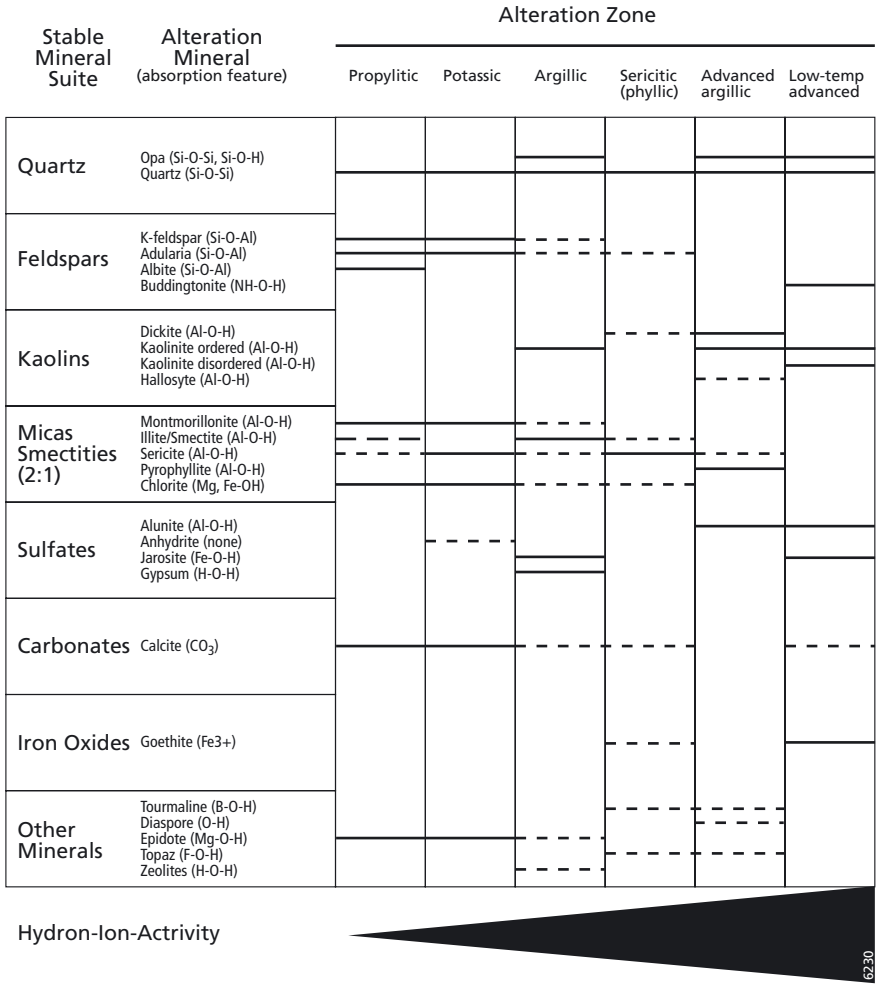 Alteration Zone
Stable
Mineral
Suite
Alteration
Mineral
(absorption feature)
Propylitic
Potassic
Argillic
Sericitic
(phyllic)
Advanced
argillic
Low-temp
advanced
Quartz
Opa (Si-O-Si, Si-O-H)
Quartz (Si-O-Si)
Feldspars
K-feldspar (Si-O-Al)
Adularia (Si-O-Al)
Albite (Si-O-Al)
Buddingtonite (NH-O-H)
Kaolins
Dickite (Al-O-H)
Kaolinite ordered (Al-O-H)
Kaolinite disordered (Al-O-H)
Hallosyte (Al-O-H)
Micas
Smectities
(2:1)
Montmorillonite (Al-O-H)
Illite/Smectite (Al-O-H)
Sericite (Al-O-H)
Pyrophyllite (Al-O-H)
Chlorite (Mg, Fe-OH)
Sulfates
Alunite (Al-O-H)
Anhydrite (none)
Jarosite (Fe-O-H)
Gypsum (H-O-H)
Carbonates
Calcite (CO3)
Iron Oxides
Goethite (Fe3+)
Other
Minerals
Tourmaline (B-O-H)
Diaspore (O-H)
Epidote (Mg-O-H)
Topaz (F-O-H)
Zeolites (H-O-H)
Hydron-Ion-Actrivity
6230